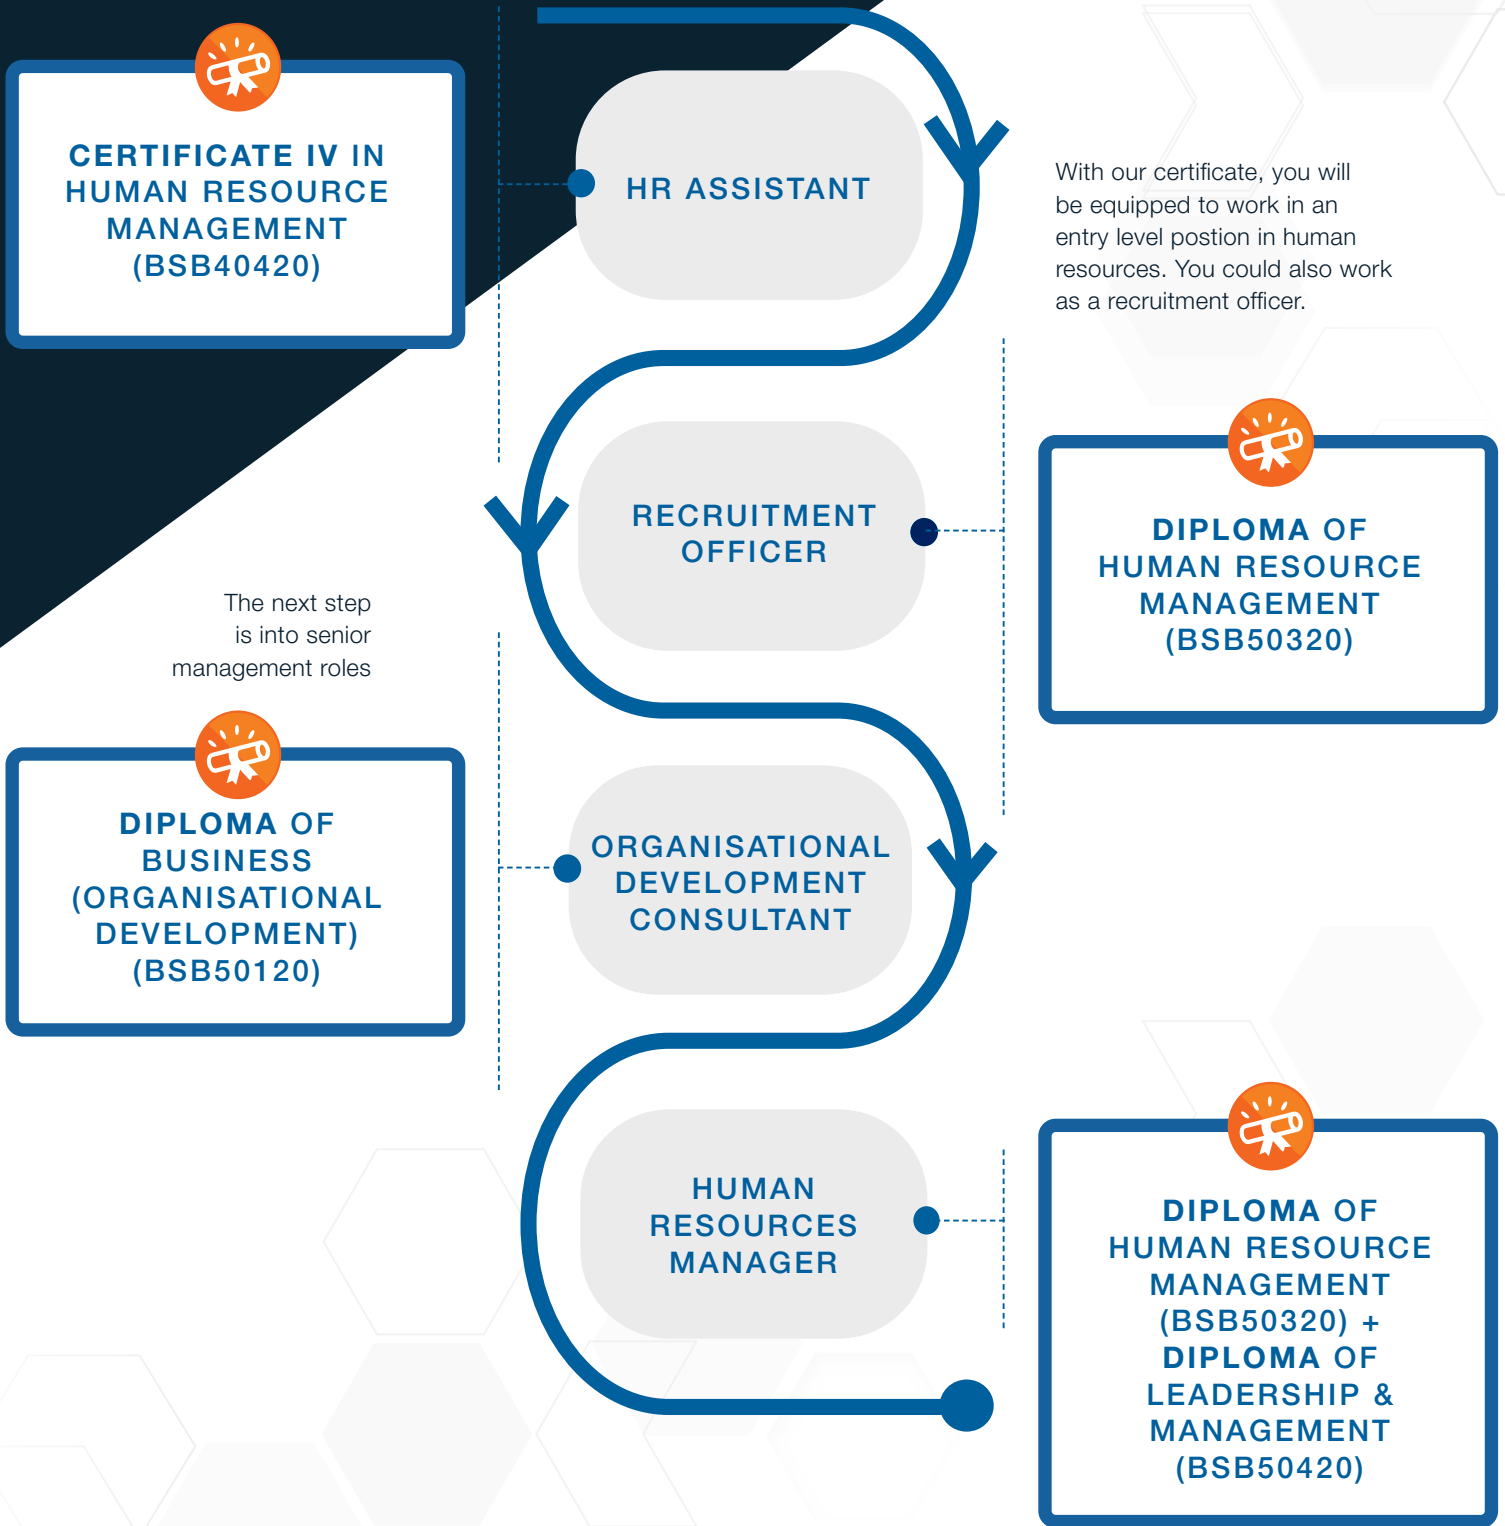 CERTIFICATE IV IN
HUMAN RESOURCE
MANAGEMENT
(BSB40420)
HR ASSISTANT
With our certificate, you will
be equipped to work in an
entry level postion in human
resources. You could also work
as a recruitment officer.
RECRUITMENT
OFFICER
DIPLOMA OF
HUMAN RESOURCE
MANAGEMENT
(BSB50320)
The next step
is into senior
management roles
DIPLOMA OF
BUSINESS
(ORGANISATIONAL
DEVELOPMENT)
(BSB50120)
ORGANISATIONAL
DEVELOPMENT
CONSULTANT
HUMAN
RESOURCES
MANAGER
DIPLOMA OF
HUMAN RESOURCE
MANAGEMENT
(BSB50320) +
DIPLOMA OF
LEADERSHIP &
MANAGEMENT
(BSB50420)